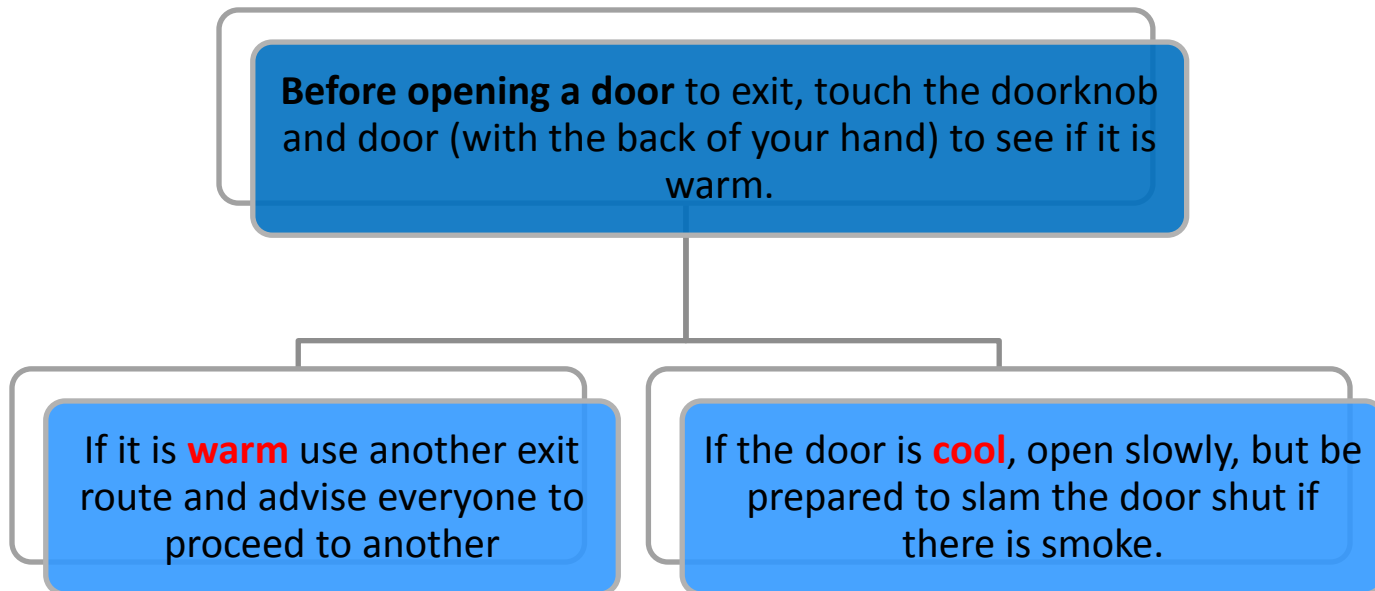 Before opening a door to exit, touch the doorknob
and door (with the back of your hand) to see if it is
warm.
If it is warm use another exit
route and advise everyone to
proceed to another
If the door is cool, open slowly, but be
prepared to slam the door shut if
there is smoke.